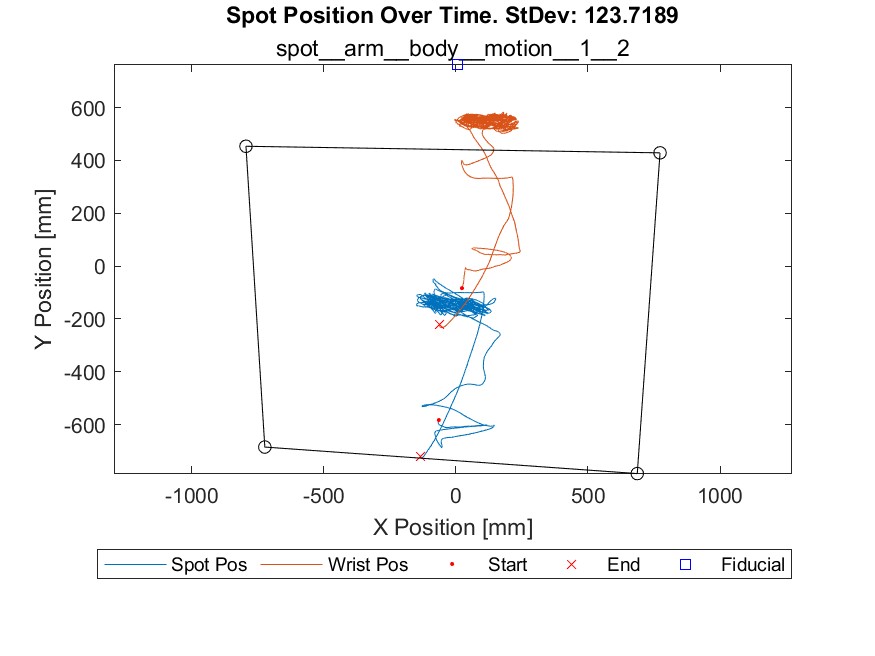 Spot Position Over Time. StDev: 123.7189
spot__arm__body__motion__1__2
600
400
200
0
-200
-400
-600
Y Position [mm]
-1000 -500 0 500 1000
X Position [mm]
Spot Pos Wrist Pos Start End Fiducial